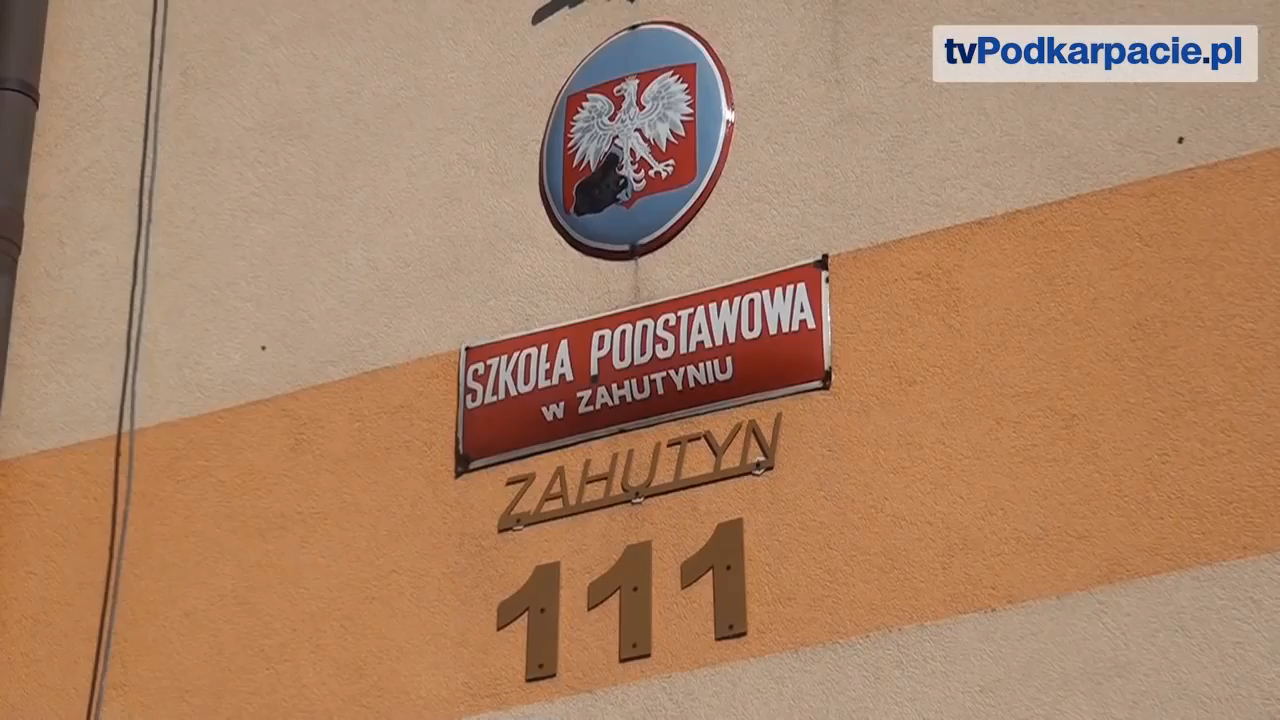 tvPodkarpacie.pl
SZKOŁA PODSTAWOWA
W ZAHUTYNIU
ZAHUTYN
111